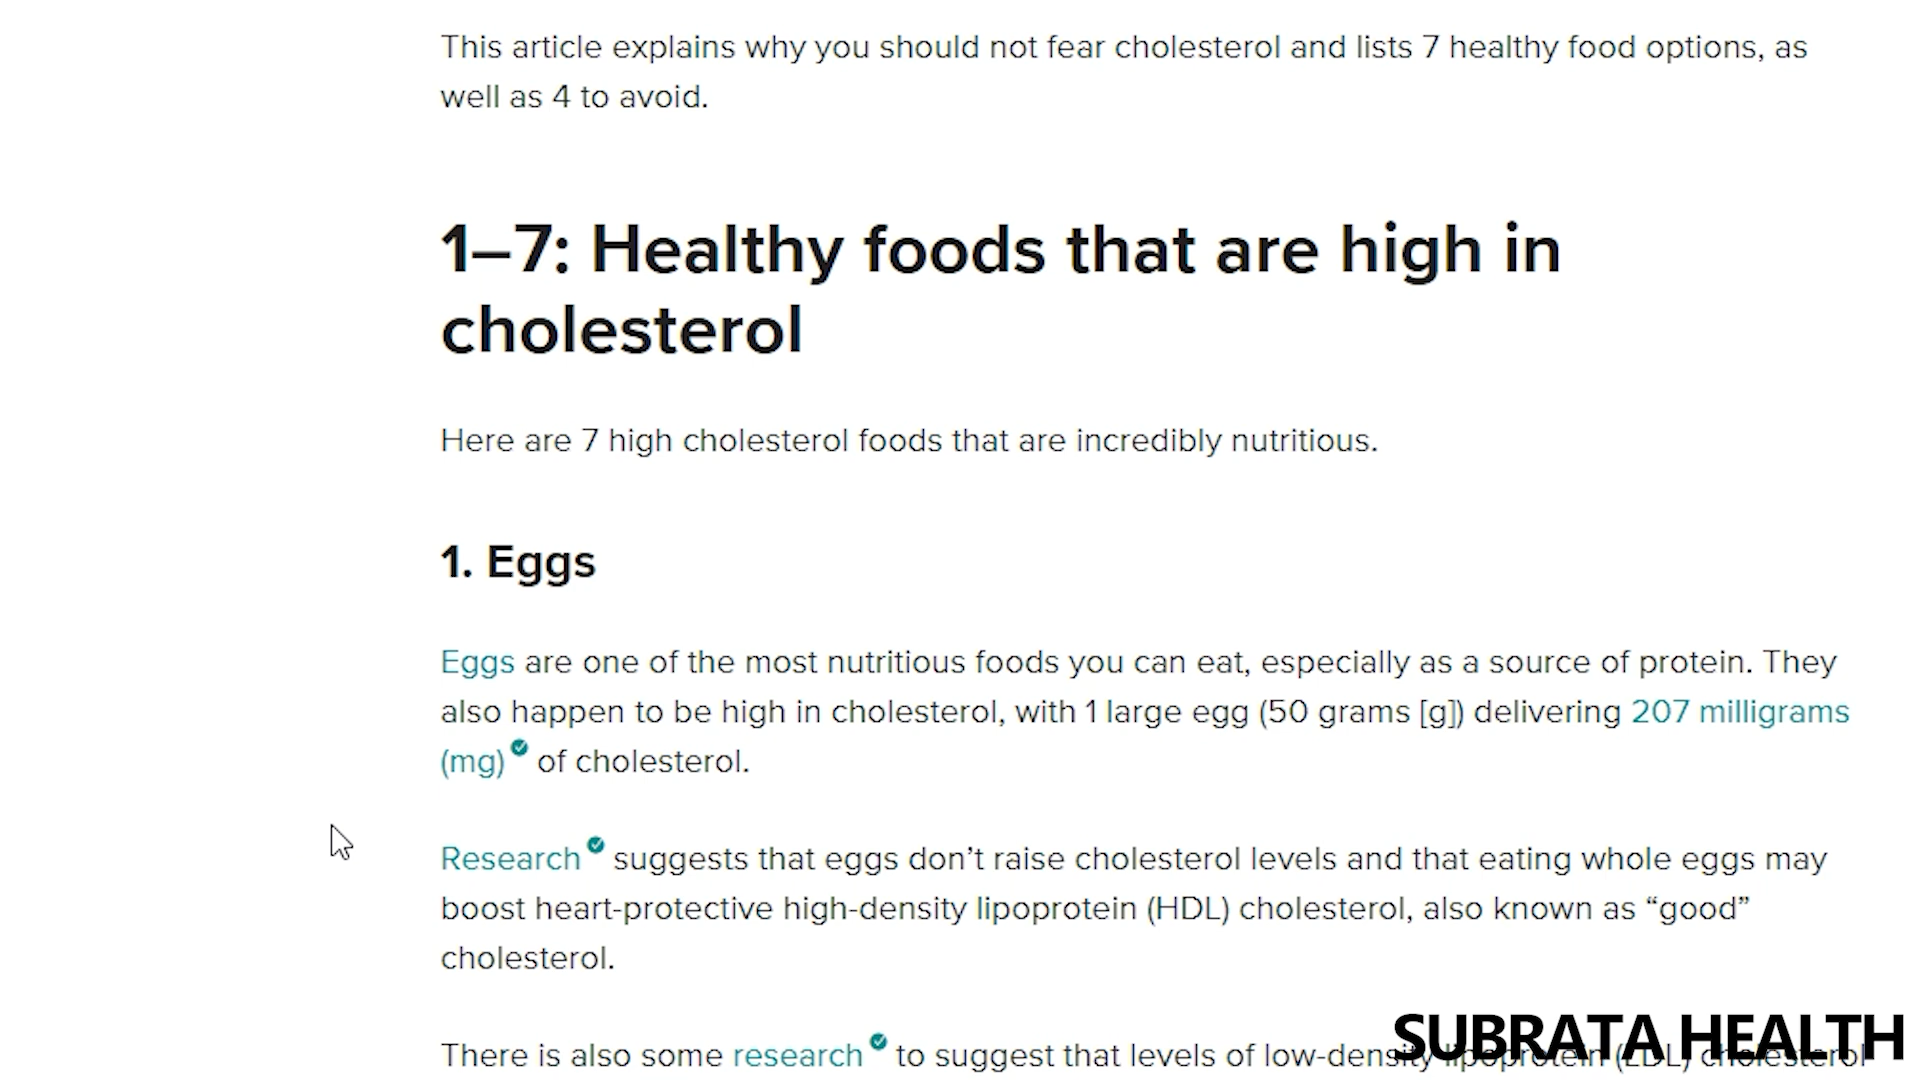 This article explains why you should not fear cholesterol and lists 7 healthy food options, as
well as 4 to avoid.
1–7: Healthy foods that are high in
cholesterol
Here are 7 high cholesterol foods that are incredibly nutritious.
1. Eggs
Eggs are one of the most nutritious foods you can eat, especially as a source of protein. They
also happen to be high in cholesterol, with 1 large egg (50 grams [g]) delivering 207 milligrams
(mg) of cholesterol.
Research suggests that eggs don’t raise cholesterol levels and that eating whole eggs may
boost heart-protective high-density lipoprotein (HDL) cholesterol, also known as “good”
cholesterol.
There is also some research to suggest that levels of low-density lipoprotein (LDL) cholesterol
SUBRATA HEALTH